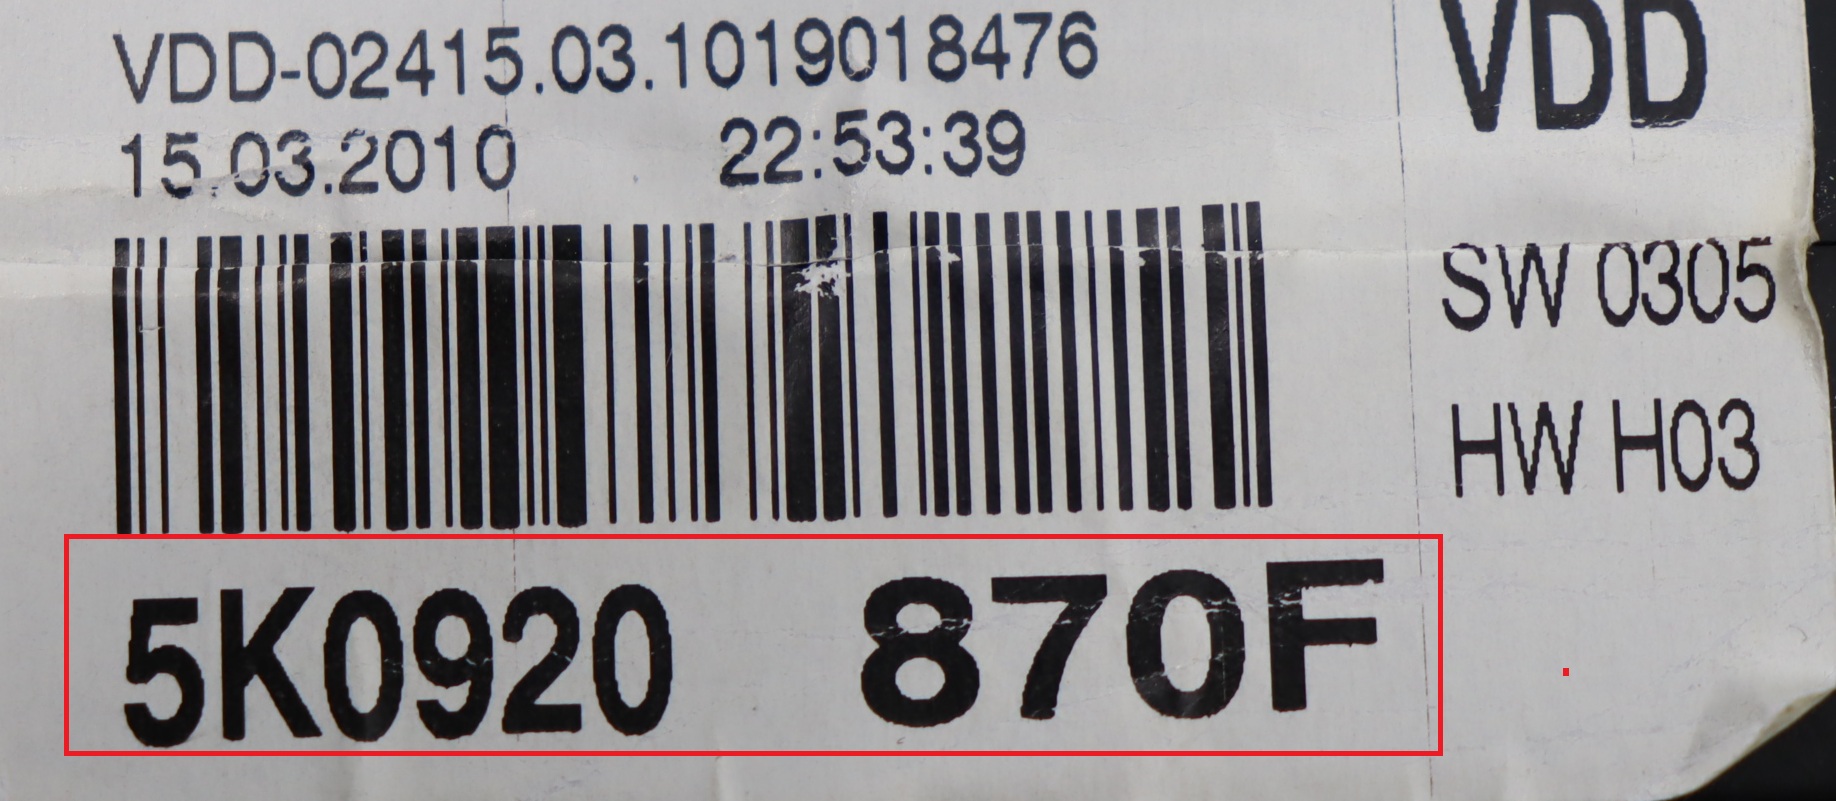 VDD-02415.03.1019018476
VDD
15.03.2010 22:53:39
SW 0305
HW H03
5K0920 870F